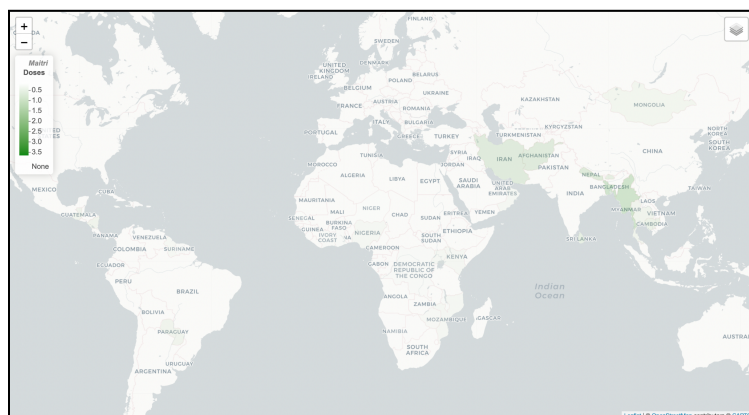 FINLAND
CANADA
+
SWEDEN
−
UNITED
KINGDOM
DENMARK
IRELAND
BELARUS
Maitri
POLAND
Doses
BELGIUM
UKRAINE
0.5
FRANCE
AUSTRIA
KAZAKHSTAN
MONGOLIA
1.0
ROMANIA
1.5
ITALY
BULGARIA
KYRGYZSTAN
2.0
PORTUGAL
GREECE
TURKEY
TURKMENISTAN
NORTH
KOREA
2.5
SOUTH
KOREA
3.0
TUNISIA
SYRIA
IRAQ
IRAN
AFGHANISTAN
CHINA
3.5
MOROCCO
JORDAN
PAKISTAN
None
ALGERIA
LIBYA
EGYPT
SAUDI
ARABIA
UNITED
ARAB
EMIRATES
NEPAL
MEXICO
CUBA
INDIA
BANGLADESH
TAIWAN
MAURITANIA
MYANMAR
LAOS
GUATEMALA
SENEGAL
MALI
NIGER
CHAD
SUDAN
ERITREA
YEMEN
VIETNAM
BURKINA
FASO
CAMBODIA
PANAMA
VENEZUELA
GUINEA
IVORY
COAST
NIGERIA
SOUTH
SUDAN
ETHIOPIA
SRI LANKA
COLOMBIA
SURINAME
CAMEROON
ECUADOR
GABON
DEMOCRATIC
REPUBLIC OF
THE CONGO
KENYA
PERU
BRAZIL
Indian
Ocean
ANGOLA
ZAMBIA
BOLIVIA
MOZAMBIQUE
GASCAR
PARAGUAY
NAMIBIA
AUSTRAL
URUGUAY
SOUTH
AFRICA
ARGENTINA
Leaflet | © OpenStreetMap contributors © CARTO